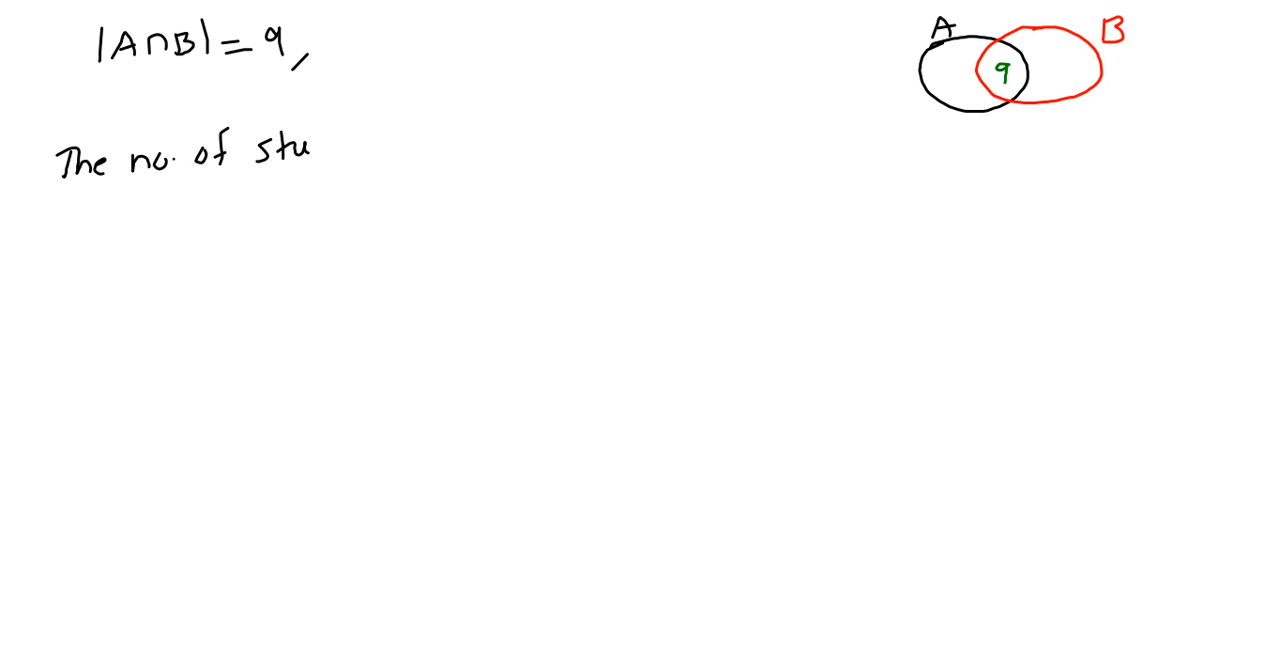 |A∩B| = 9,
A
B
9
The no. of stu